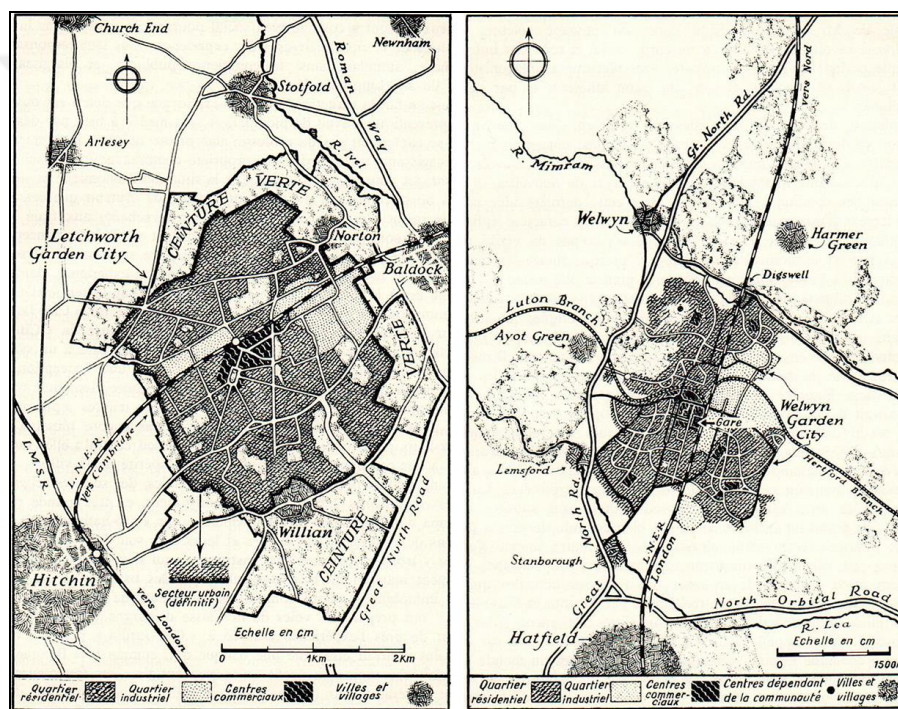 Church End
Newnham
Stotfold
Roman
Way
Arlesey
R. Ivel
CEINTURE VERTE
Letchworth
Garden City
Norton
Baldock
VERTE
L.M.S.R.
L.N.E.R.
vers Cambridge
Willian
CEINTURE
Great North Road
Hitchin
vers
London
Secteur urbain
(définitif)
Echelle en cm
0 1Km 2Km
Quartier
résidentiel
Quartier
industriel
Centres
commerciaux
Villes et
villages
vers Nord
Gt. North Rd.
R. Mimram
Welwyn
Harmer
Green
Digswell
Luton Branch
Ayot Green
Welwyn
Garden
City
Gare
Lemsford
Hertford Branch
Great North Rd
Stanborough
L.N.E.R.
London
North Orbital Road
R. Lea
Hatfield
Echelle en cm
0 1500
Quartier
résidentiel
Quartier
industriel
Centres
commer-
ciaux
Centres dépendant
de la communauté
Villes et
villages